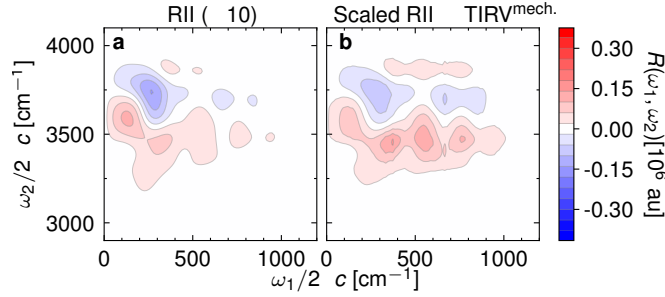 RII ( 10)
Scaled RII TIRV^mech.
a
b
4000
3500
3000
ω₂/2 c [cm⁻¹]
0
500
1000
0
500
1000
ω₁/2 c [cm⁻¹]
0.30
0.15
0.00
-0.15
-0.30
R(ω₁, ω₂)[10⁶ au]